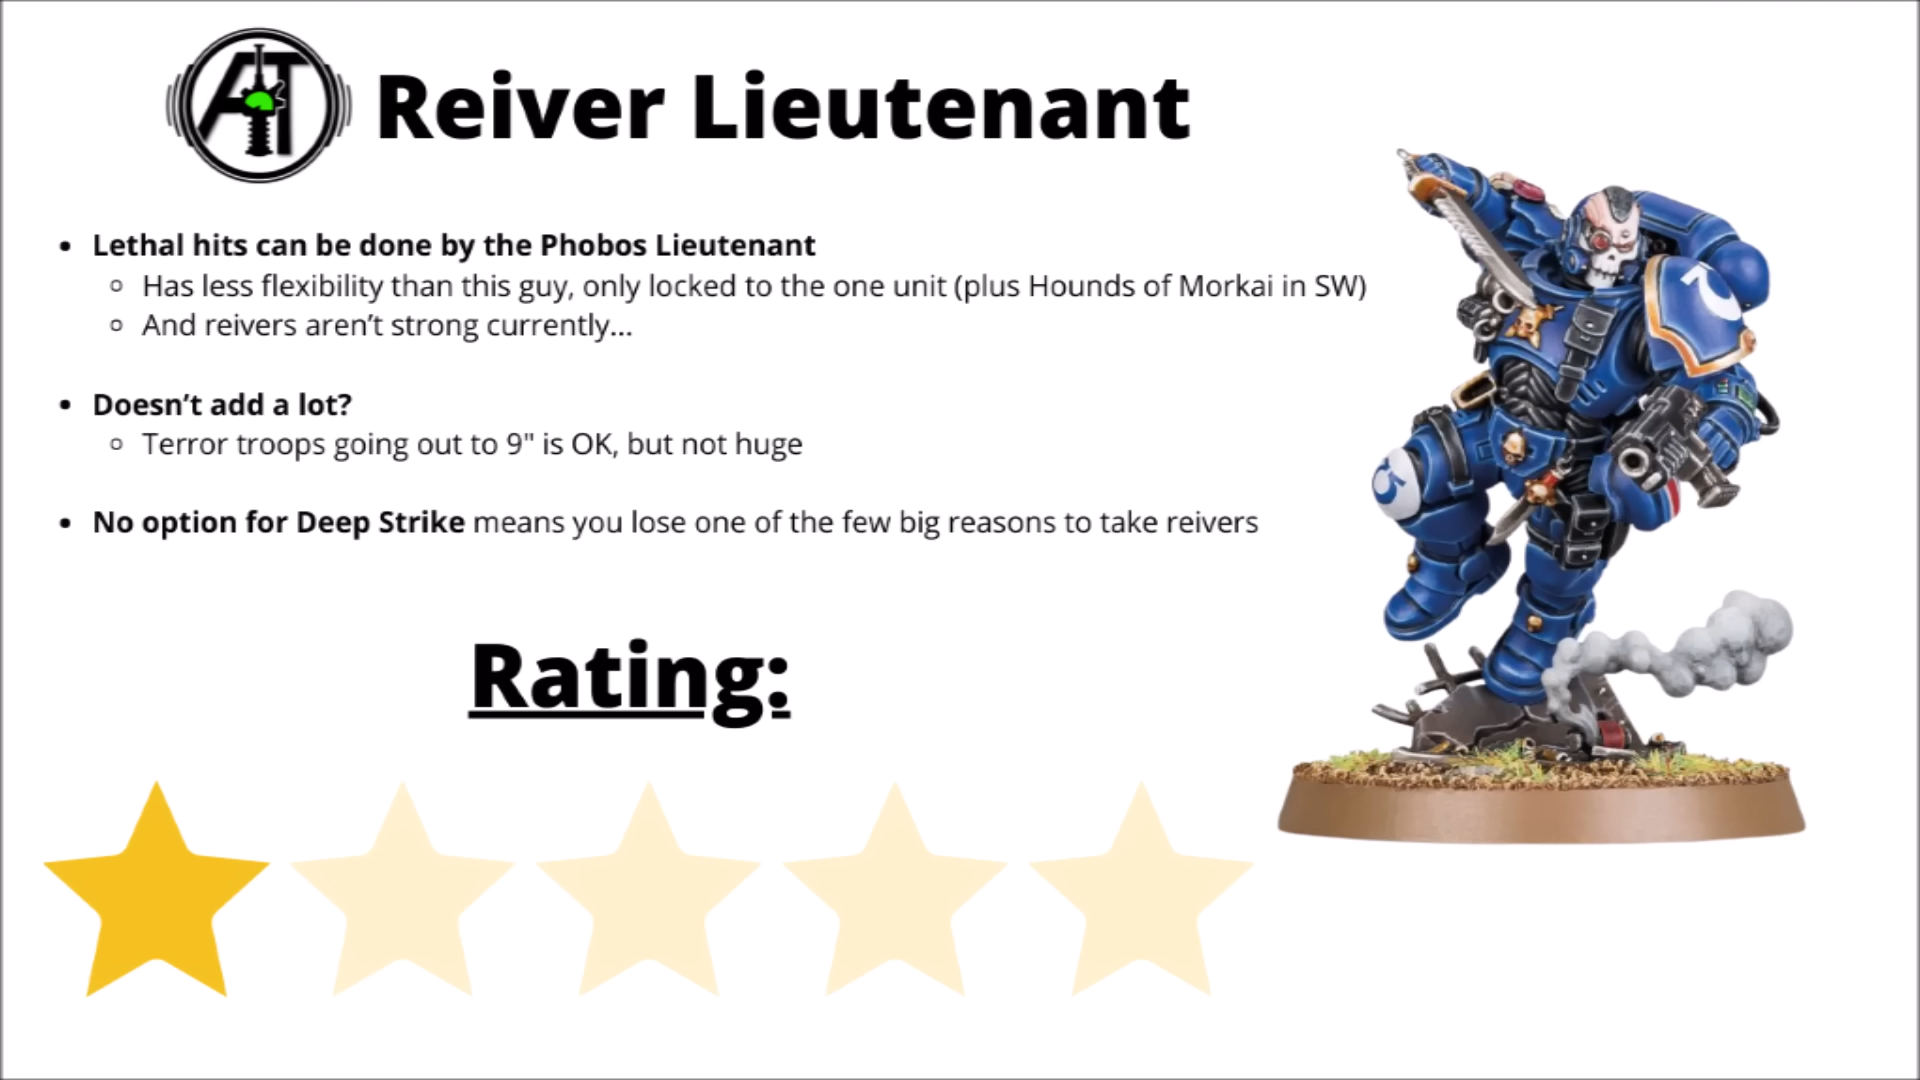 AT
Reiver Lieutenant
• Lethal hits can be done by the Phobos Lieutenant
○ Has less flexibility than this guy, only locked to the one unit (plus Hounds of Morkai in SW)
○ And reivers aren’t strong currently...
• Doesn’t add a lot?
○ Terror troops going out to 9" is OK, but not huge
• No option for Deep Strike means you lose one of the few big reasons to take reivers
Rating: